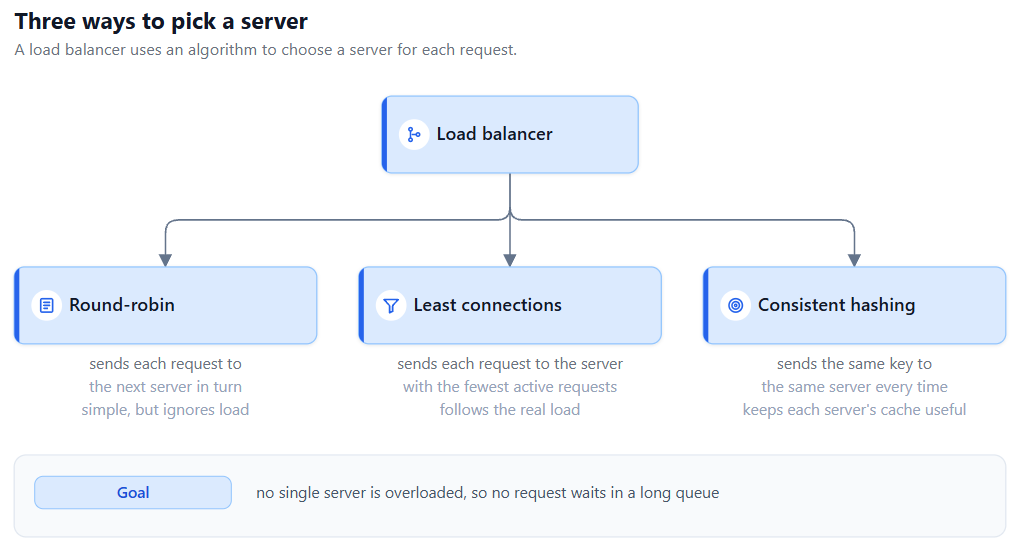 Three ways to pick a server
A load balancer uses an algorithm to choose a server for each request.
Load balancer
Round-robin
sends each request to
the next server in turn
simple, but ignores load
Least connections
sends each request to the server
with the fewest active requests
follows the real load
Consistent hashing
sends the same key to
the same server every time
keeps each server's cache useful
Goal
no single server is overloaded, so no request waits in a long queue